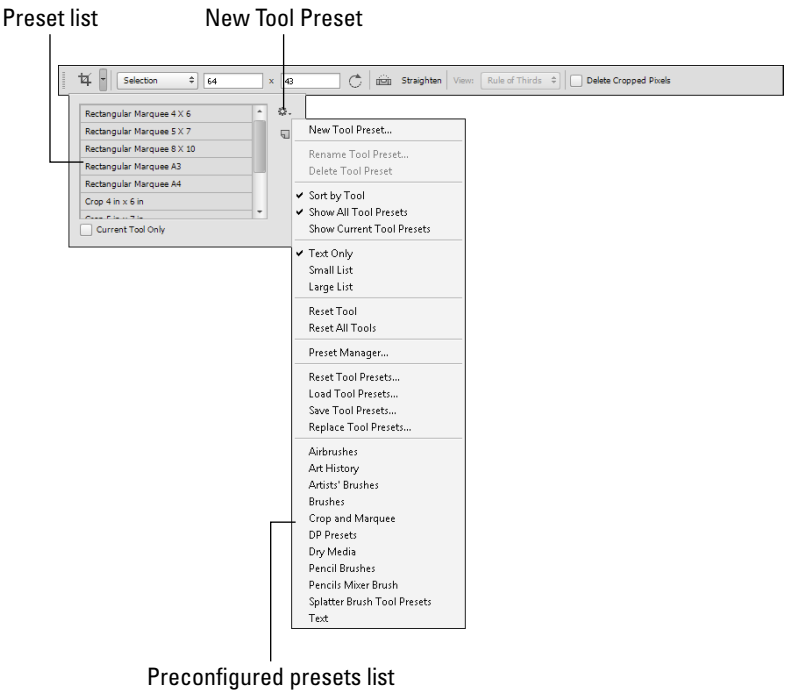 Preset list
New Tool Preset
Selection 64 x 43 Straighten View: Rule of Thirds Delete Cropped Pixels
Rectangular Marquee 4 X 6
Rectangular Marquee 5 X 7
Rectangular Marquee 8 X 10
Rectangular Marquee A3
Rectangular Marquee A4
Crop 4 in x 6 in
Crop 5 in x 7 in
Current Tool Only
New Tool Preset...
Rename Tool Preset...
Delete Tool Preset
Sort by Tool
Show All Tool Presets
Show Current Tool Presets
Text Only
Small List
Large List
Reset Tool
Reset All Tools
Preset Manager...
Reset Tool Presets...
Load Tool Presets...
Save Tool Presets...
Replace Tool Presets...
Airbrushes
Art History
Artists' Brushes
Brushes
Crop and Marquee
DP Presets
Dry Media
Pencil Brushes
Pencils Mixer Brush
Splatter Brush Tool Presets
Text
Preconfigured presets list